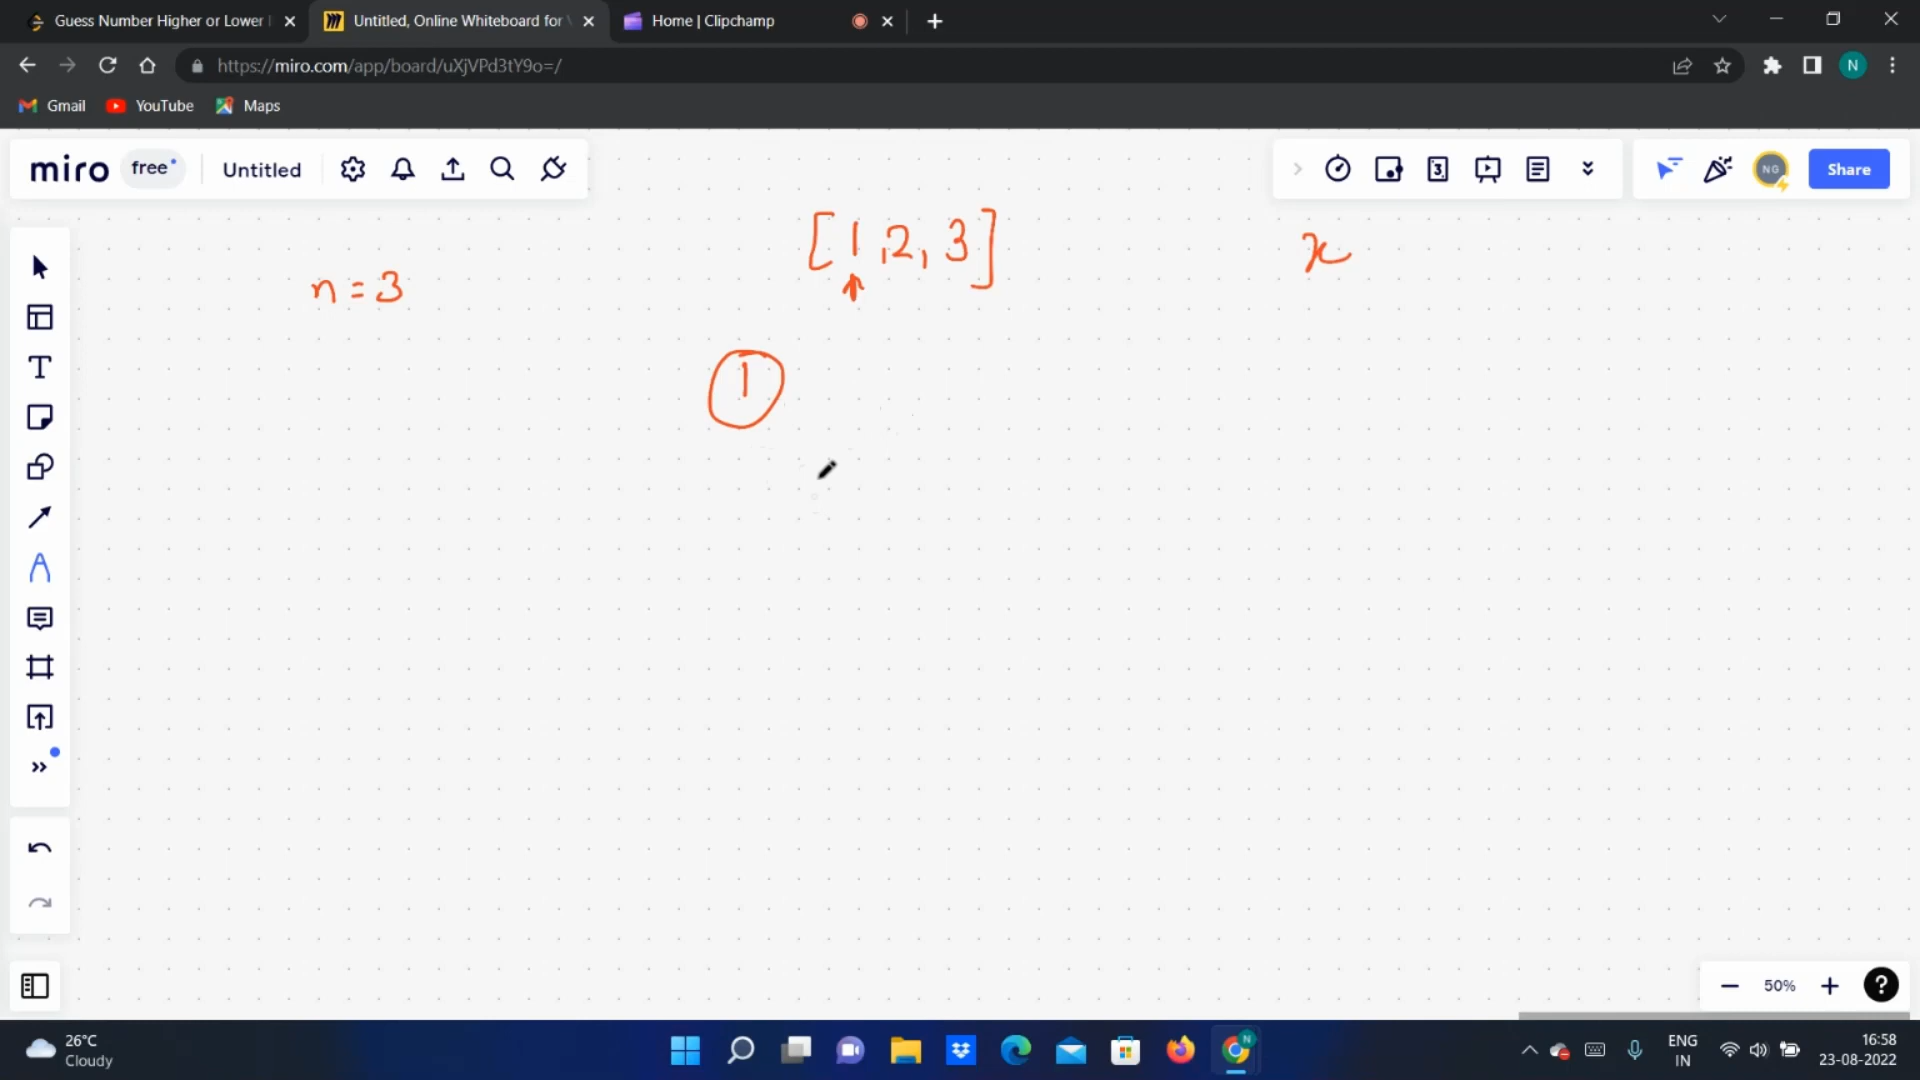 Guess Number Higher or Lower
Untitled, Online Whiteboard for
Home | Clipchamp
https://miro.com/app/board/uXjVPd3tY9o=/
N
Gmail
YouTube
Maps
miro
free
Untitled
3
NG
Share
[1,2,3]
x
n=3
1
T
50%
?
26°C
Cloudy
N
ENG
IN
16:58
23-08-2022